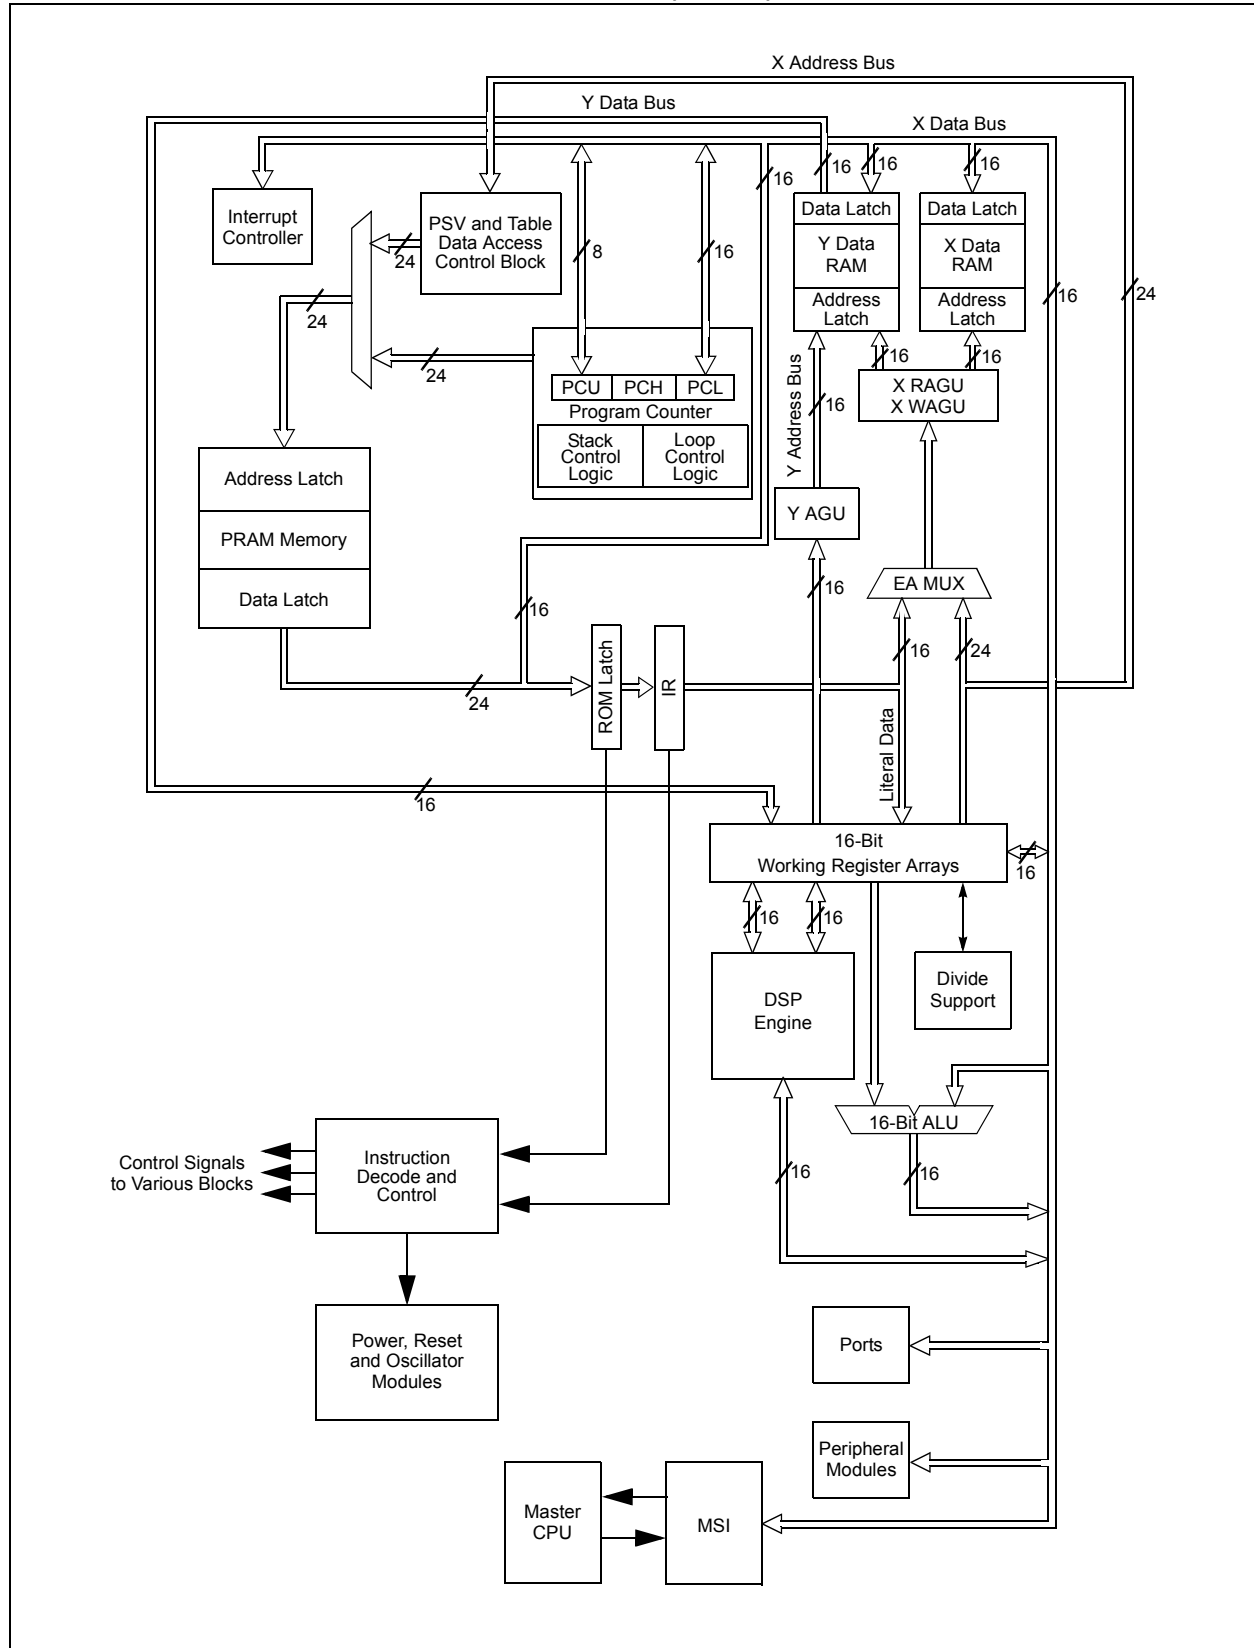 X Address Bus
Y Data Bus
X Data Bus
16
16
16
16
Interrupt
Controller
PSV and Table
Data Access
Control Block
24
24
8
16
Data Latch
Y Data
RAM
Address
Latch
Data Latch
X Data
RAM
Address
Latch
16
24
24
16
16
PCU
PCH
PCL
Program Counter
Stack
Control
Logic
Loop
Control
Logic
Y Address Bus
16
X RAGU
X WAGU
Address Latch
PRAM Memory
Data Latch
Y AGU
EA MUX
16
16
16
24
24
ROM Latch
IR
Literal Data
16
16-Bit
Working Register Arrays
16
16
16
DSP
Engine
Divide
Support
16-Bit ALU
16
16
Control Signals
to Various Blocks
Instruction
Decode and
Control
Power, Reset
and Oscillator
Modules
Ports
Peripheral
Modules
Master
CPU
MSI